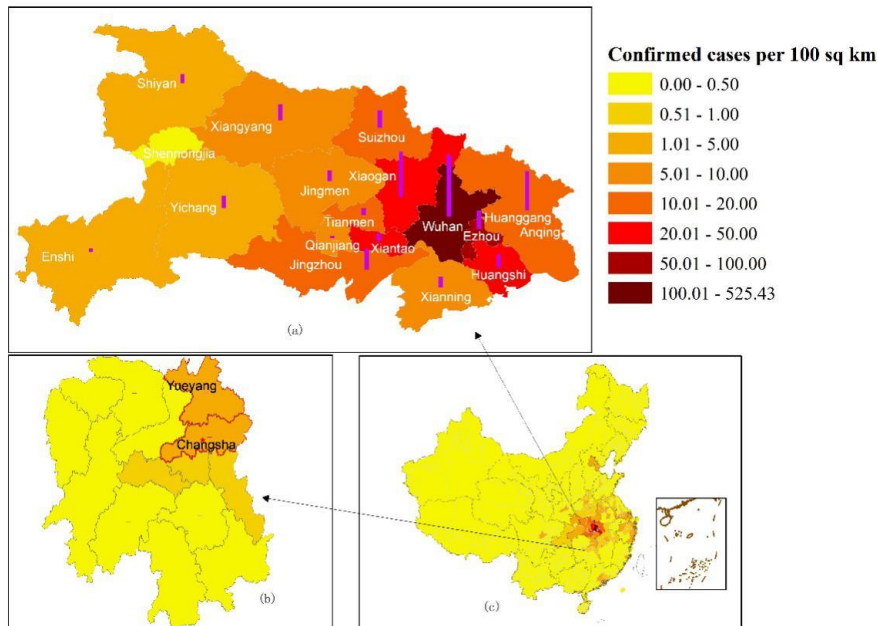 Confirmed cases per 100 sq km
0.00 - 0.50
0.51 - 1.00
1.01 - 5.00
5.01 - 10.00
10.01 - 20.00
20.01 - 50.00
50.01 - 100.00
100.01 - 525.43
Shiyan
Xiangyang
Suizhou
Shennongjia
Xiaogan
Jingmen
Yichang
Huanggang
Tianmen
Wuhan
Anqing
Ezhou
Qianjiang
Xiantao
Enshi
Jingzhou
Huangshi
Xianning
(a)
Yueyang
Changsha
(b)
(c)